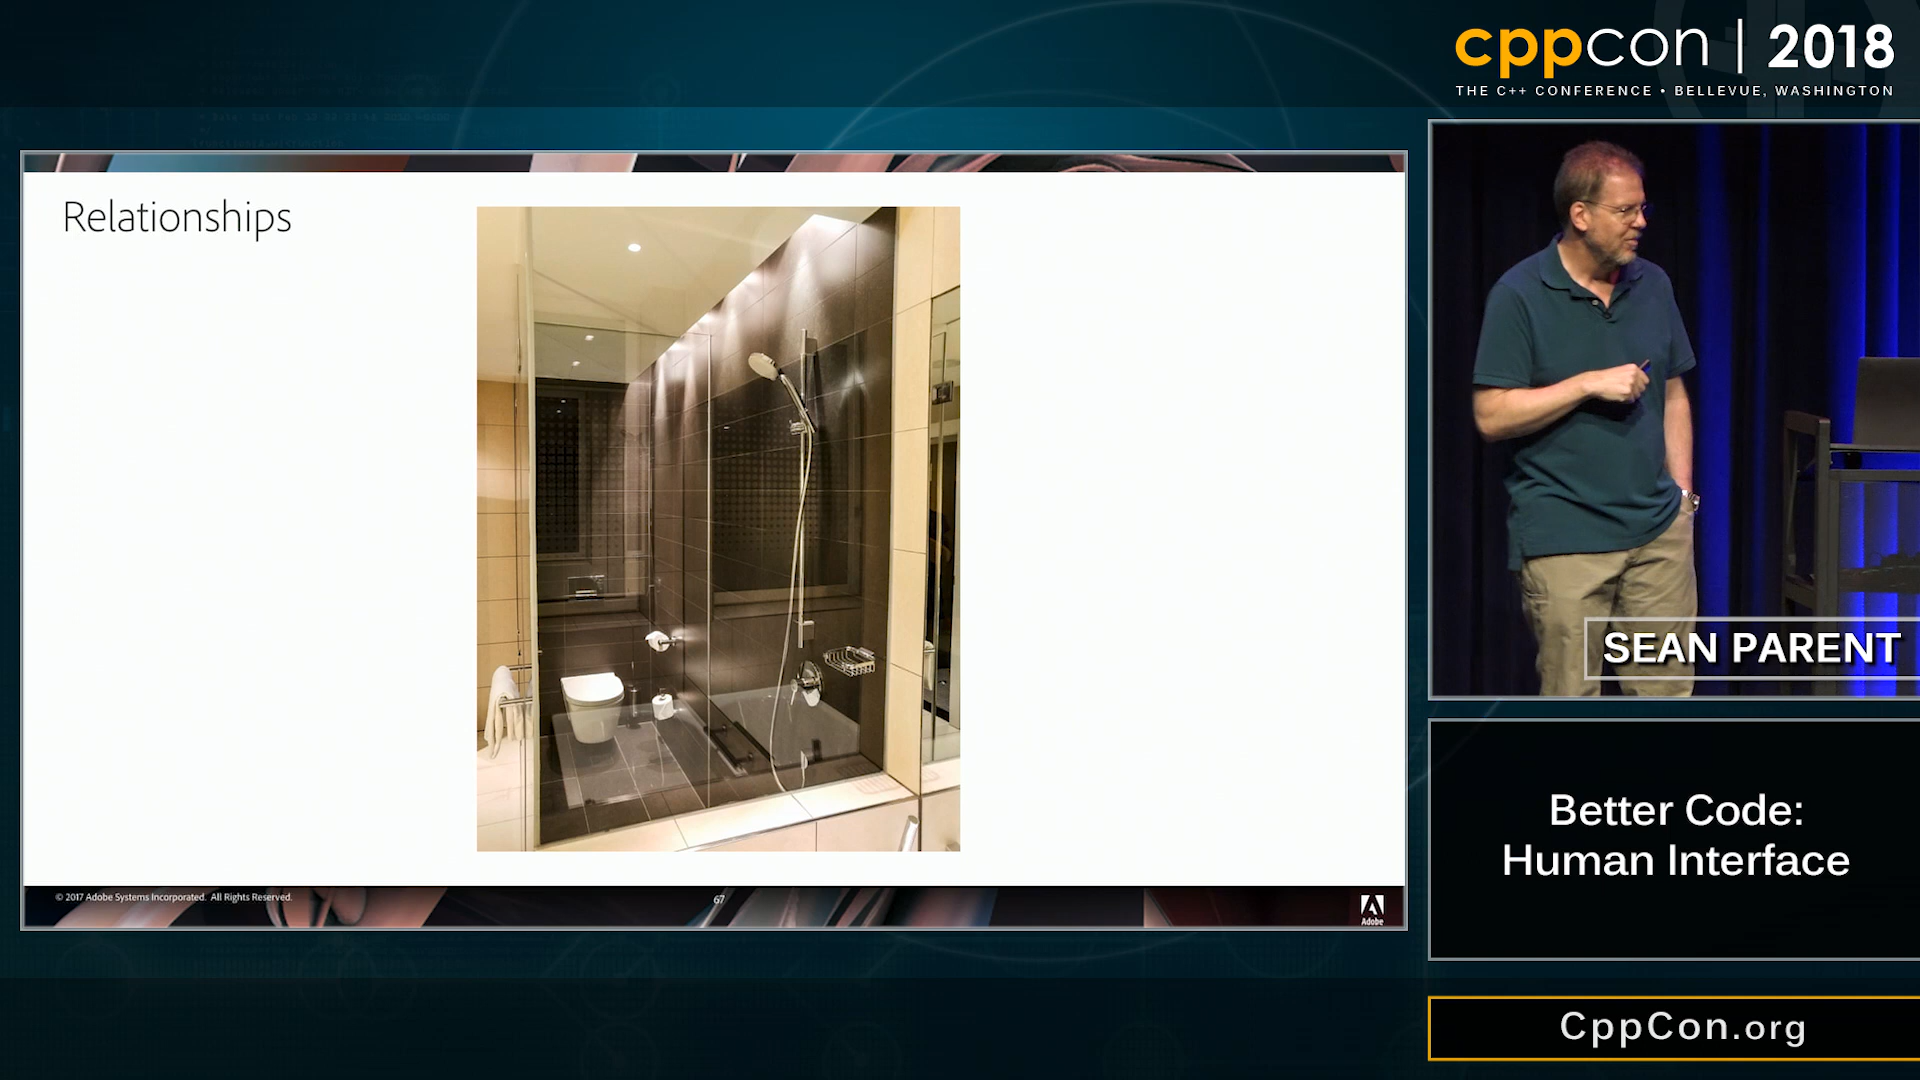 cppcon | 2018
THE C++ CONFERENCE • BELLEVUE, WASHINGTON
Relationships
SEAN PARENT
Better Code:
Human Interface
© 2017 Adobe Systems Incorporated. All Rights Reserved.
67
Adobe
CppCon.org